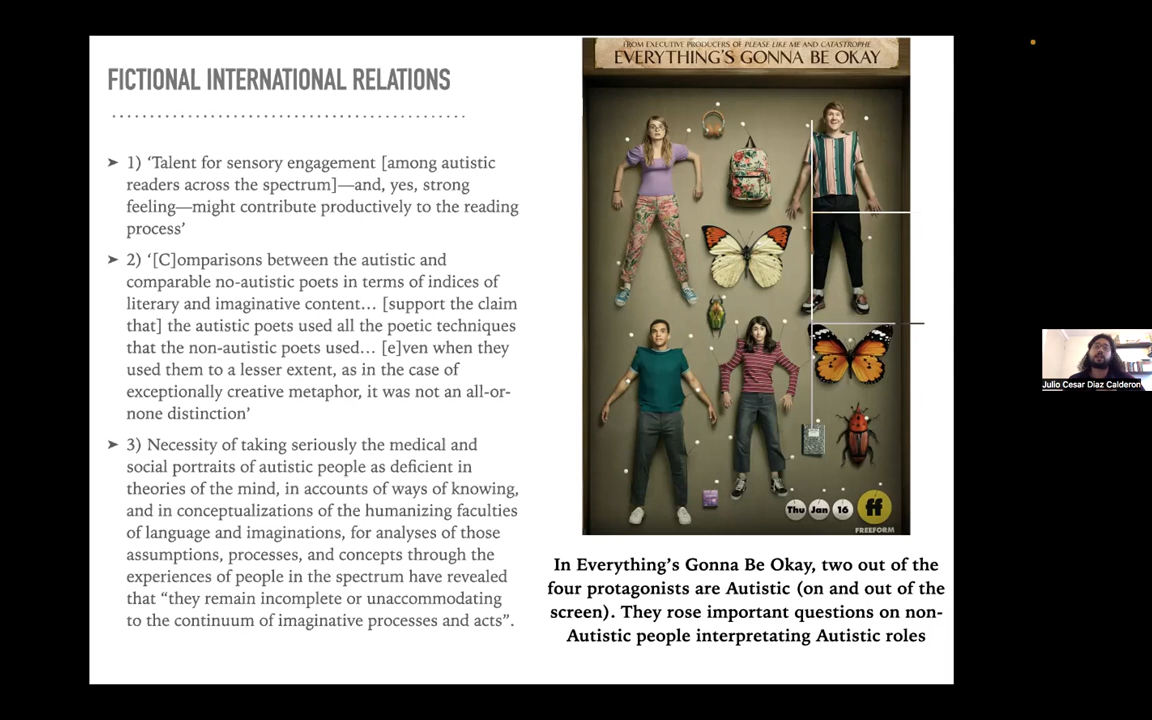 FICTIONAL INTERNATIONAL RELATIONS
➤ 1) ‘Talent for sensory engagement [among autistic
readers across the spectrum]—and, yes, strong
feeling—might contribute productively to the reading
process’
➤ 2) ‘[C]omparisons between the autistic and
comparable no-autistic poets in terms of indices of
literary and imaginative content… [support the claim
that] the autistic poets used all the poetic techniques
that the non-autistic poets used… [e]ven when they
used them to a lesser extent, as in the case of
exceptionally creative metaphor, it was not an all-or-
none distinction’
➤ 3) Necessity of taking seriously the medical and
social portraits of autistic people as deficient in
theories of the mind, in accounts of ways of knowing,
and in conceptualizations of the humanizing faculties
of language and imaginations, for analyses of those
assumptions, processes, and concepts through the
experiences of people in the spectrum have revealed
that “they remain incomplete or unaccommodating
to the continuum of imaginative processes and acts”.
FROM EXECUTIVE PRODUCERS OF PLEASE LIKE ME AND CATASTROPHE
EVERYTHING'S GONNA BE OKAY
Thu Jan 16 ff
FREEFORM
In Everything’s Gonna Be Okay, two out of the
four protagonists are Autistic (on and out of the
screen). They rose important questions on non-
Autistic people interpretating Autistic roles
Julio Cesar Diaz Calderon